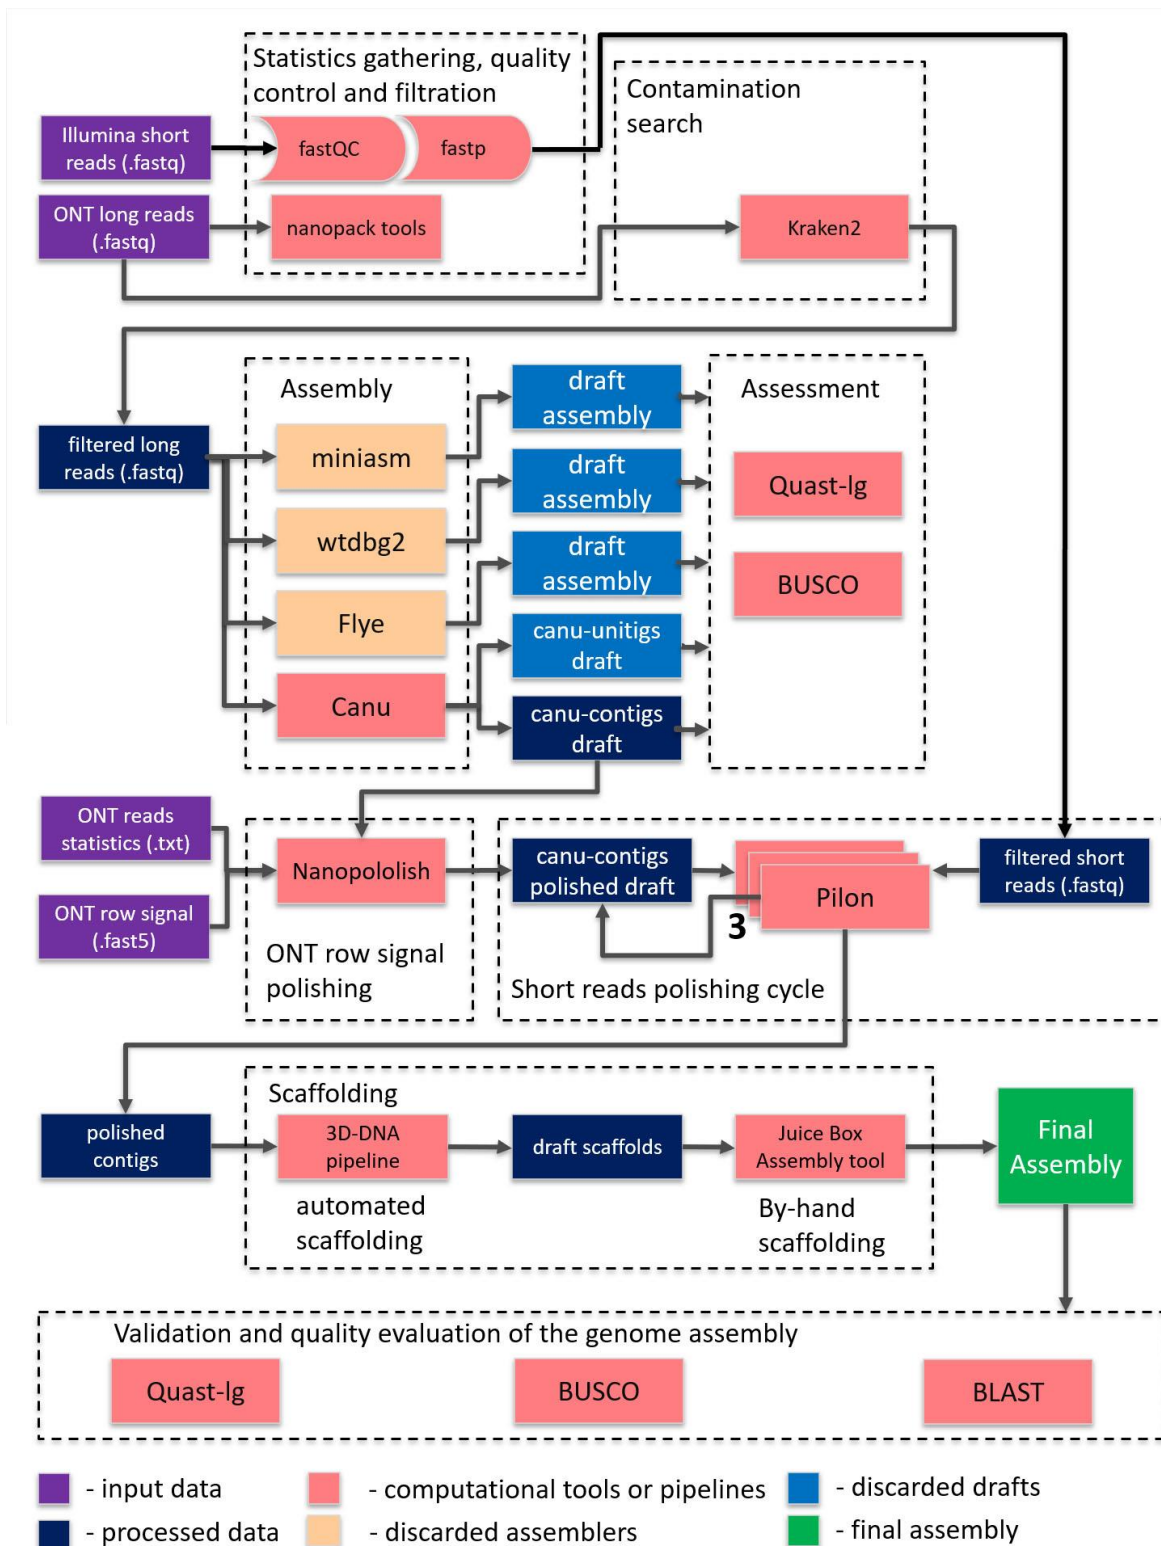 Statistics gathering, quality
control and filtration
Contamination
search
Illumina short
reads (.fastq)
fastQC
fastp
ONT long reads
(.fastq)
nanopack tools
Kraken2
Assembly
draft
assembly
Assessment
filtered long
reads (.fastq)
miniasm
draft
assembly
Quast-lg
wtdbg2
draft
assembly
BUSCO
Flye
canu-unitigs
draft
Canu
canu-contigs
draft
ONT reads
statistics (.txt)
Nanopololish
canu-contigs
polished draft
Pilon
filtered short
reads (.fastq)
ONT row signal
(.fast5)
3
ONT row signal
polishing
Short reads polishing cycle
Scaffolding
polished
contigs
3D-DNA
pipeline
draft scaffolds
Juice Box
Assembly tool
Final
Assembly
automated
scaffolding
By-hand
scaffolding
Validation and quality evaluation of the genome assembly
Quast-lg
BUSCO
BLAST
- input data
- computational tools or pipelines
- discarded drafts
- processed data
- discarded assemblers
- final assembly